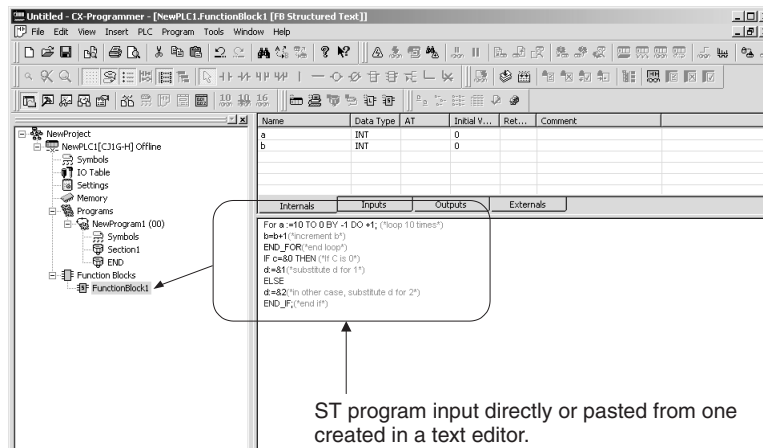 Untitled - CX-Programmer - [NewPLC1.FunctionBlock1 [FB Structured Text]]
File Edit View Insert PLC Program Tools Window Help
10 10 16
NewProject
NewPLC1[CJ1G-H] Offline
Symbols
IO Table
Settings
Memory
Programs
NewProgram1 (00)
Symbols
Section1
END
Function Blocks
FunctionBlock1
Name Data Type AT Initial V... Ret... Comment
a INT 0
b INT 0
Internals Inputs Outputs Externals
For a :=10 TO 0 BY -1 DO +1; (*loop 10 times*)
b=b+1(*increment b*)
END_FOR(*end loop*)
IF c=&0 THEN (*If C is 0*)
d:=&1(*substitute d for 1*)
ELSE
d:=&2(*in other case, substitute d for 2*)
END_IF;(*end if*)
ST program input directly or pasted from one
created in a text editor.